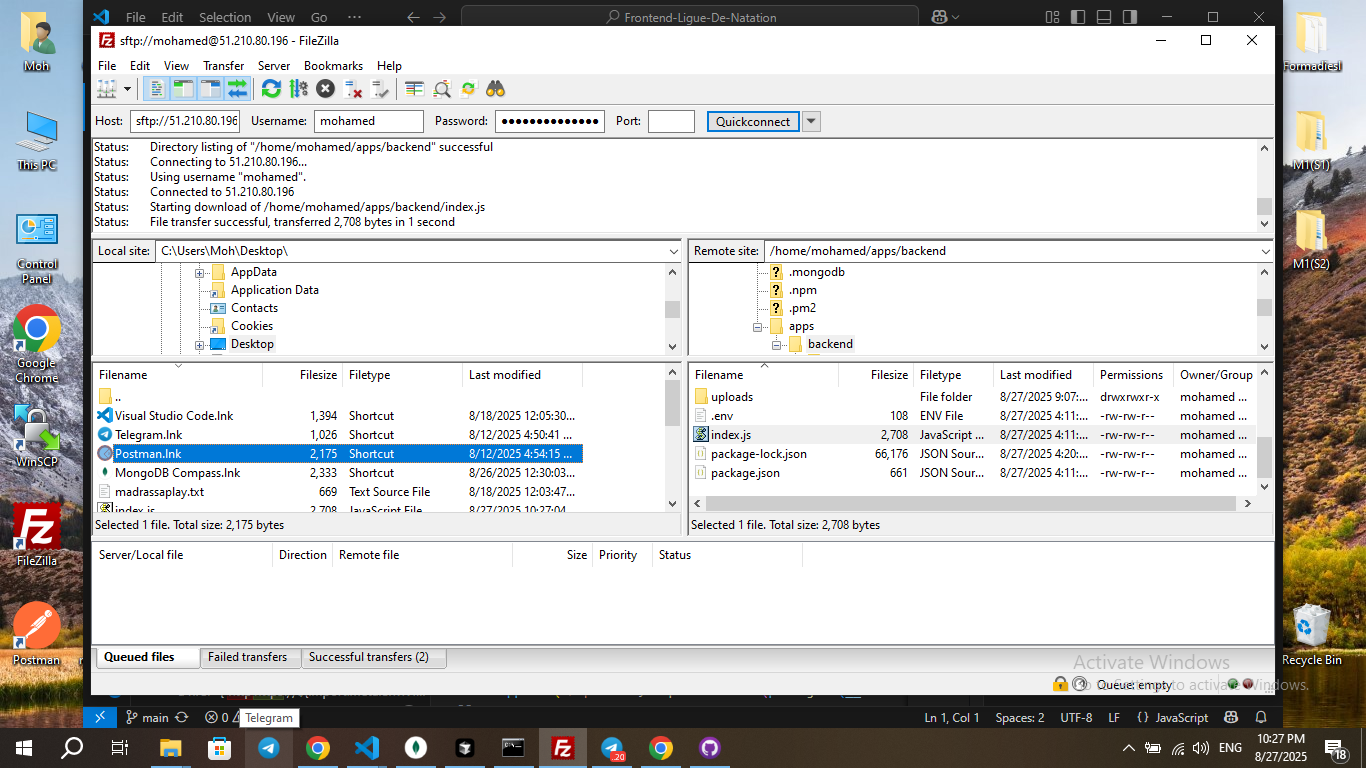 File Edit Selection View Go ··· Frontend-Ligue-De-Natation
sftp://mohamed@51.210.80.196 - FileZilla
File Edit View Transfer Server Bookmarks Help
Host: sftp://51.210.80.196 Username: mohamed Password: ●●●●●●●●●●●●●● Port: Quickconnect
Status: Directory listing of "/home/mohamed/apps/backend" successful
Status: Connecting to 51.210.80.196...
Status: Using username "mohamed".
Status: Connected to 51.210.80.196
Status: Starting download of /home/mohamed/apps/backend/index.js
Status: File transfer successful, transferred 2,708 bytes in 1 second
Local site: C:\Users\Moh\Desktop\
AppData
Application Data
Contacts
Cookies
Desktop
Remote site: /home/mohamed/apps/backend
.mongodb
.npm
.pm2
apps
backend
Filename Filesize Filetype Last modified
..
Visual Studio Code.lnk 1,394 Shortcut 8/18/2025 12:05:30...
Telegram.lnk 1,026 Shortcut 8/12/2025 4:50:41 ...
Postman.lnk 2,175 Shortcut 8/12/2025 4:54:15 ...
MongoDB Compass.lnk 2,333 Shortcut 8/26/2025 12:30:03...
madrassaplay.txt 669 Text Source File 8/18/2025 12:03:47...
index.js 2,708 JavaScript File 8/27/2025 10:27:04
Selected 1 file. Total size: 2,175 bytes
Filename Filesize Filetype Last modified Permissions Owner/Group
uploads File folder 8/27/2025 9:07:... drwxrwxr-x mohamed ...
.env 108 ENV File 8/27/2025 4:11:... -rw-rw-r-- mohamed ...
index.js 2,708 JavaScript ... 8/27/2025 4:11:... -rw-rw-r-- mohamed ...
package-lock.json 66,176 JSON Sour... 8/27/2025 4:20:... -rw-rw-r-- mohamed ...
package.json 661 JSON Sour... 8/27/2025 4:11:... -rw-rw-r-- mohamed ...
Selected 1 file. Total size: 2,708 bytes
Server/Local file Direction Remote file Size Priority Status
Queued files Failed transfers Successful transfers (2)
Activate Windows
Go to Settings to activate Windows.
Queue: empty
main 0 Telegram Ln 1, Col 1 Spaces: 2 UTF-8 LF {} JavaScript
Moh
This PC
Control
Panel
Google
Chrome
WinSCP
FileZilla
Postman
Formadiesl
M1(S1)
M1(S2)
Recycle Bin
20
ENG
10:27 PM
8/27/2025
18